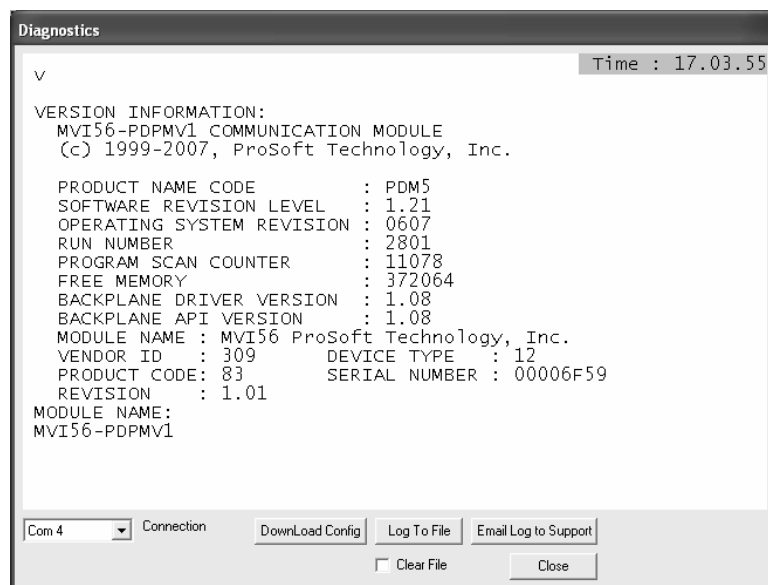 Diagnostics
Time : 17.03.55
V
VERSION INFORMATION:
MVI56-PDPMV1 COMMUNICATION MODULE
(c) 1999-2007, ProSoft Technology, Inc.
PRODUCT NAME CODE : PDM5
SOFTWARE REVISION LEVEL : 1.21
OPERATING SYSTEM REVISION : 0607
RUN NUMBER : 2801
PROGRAM SCAN COUNTER : 11078
FREE MEMORY : 372064
BACKPLANE DRIVER VERSION : 1.08
BACKPLANE API VERSION : 1.08
MODULE NAME : MVI56 ProSoft Technology, Inc.
VENDOR ID : 309 DEVICE TYPE : 12
PRODUCT CODE: 83 SERIAL NUMBER : 00006F59
REVISION : 1.01
MODULE NAME:
MVI56-PDPMV1
Com 4 Connection DownLoad Config Log To File Email Log to Support
Clear File Close